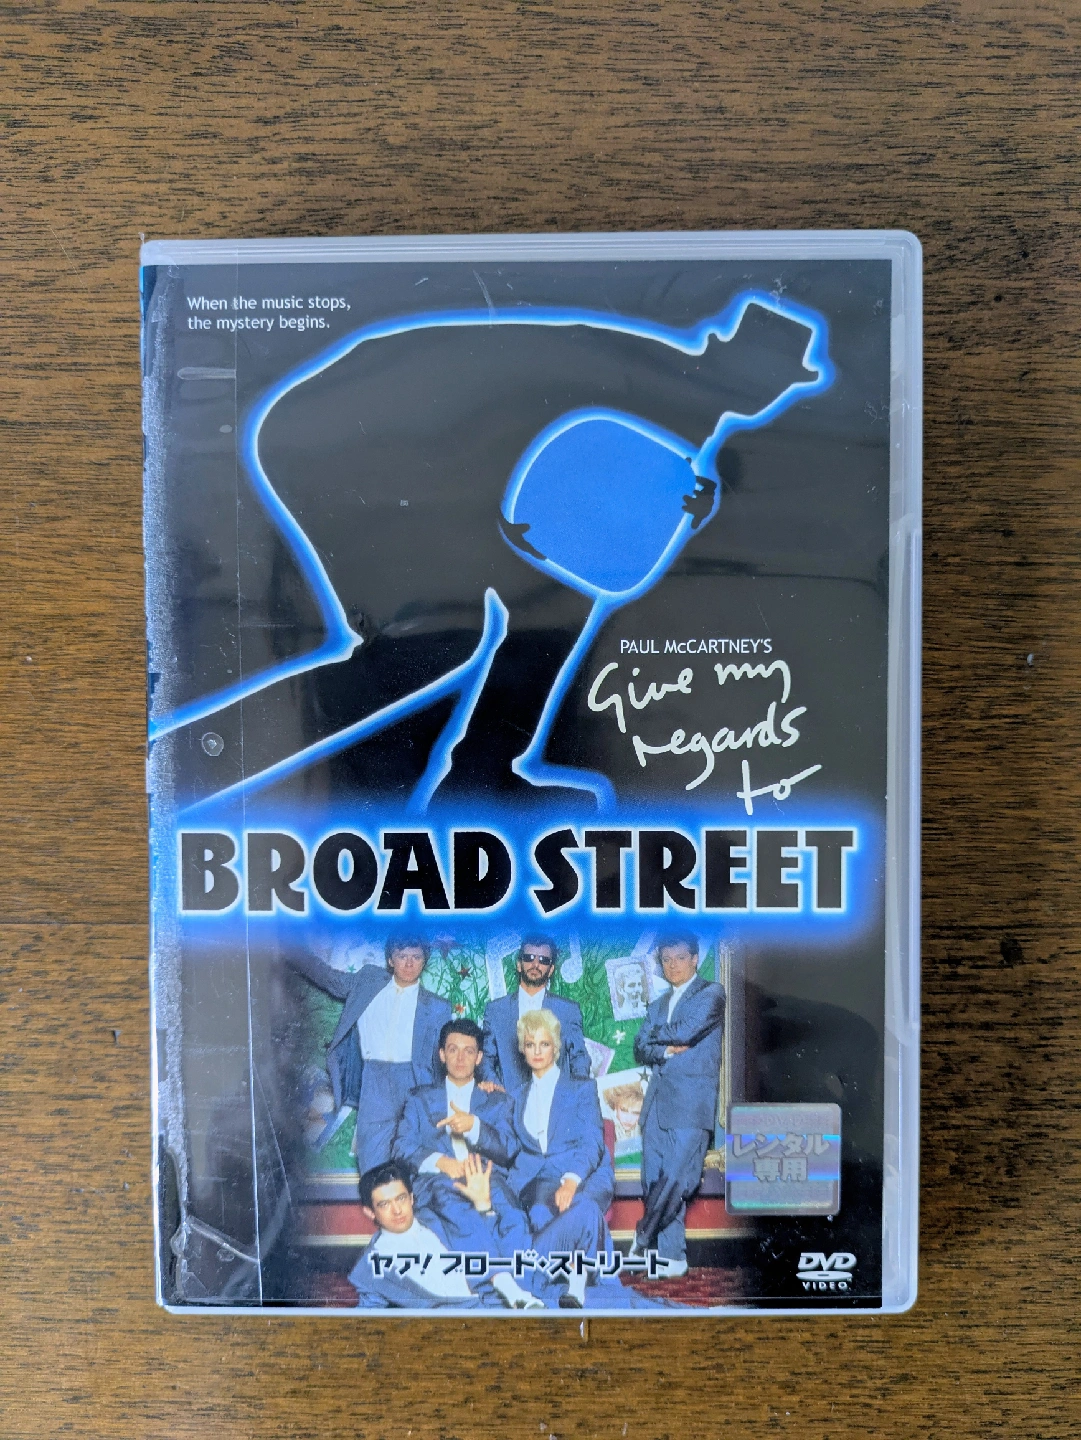 When the music stops,
the mystery begins.
PAUL McCARTNEY'S
Give my
regards
to
BROAD STREET
レンタル
専用
ヤア!ブロード・ストリート
DVD
VIDEO